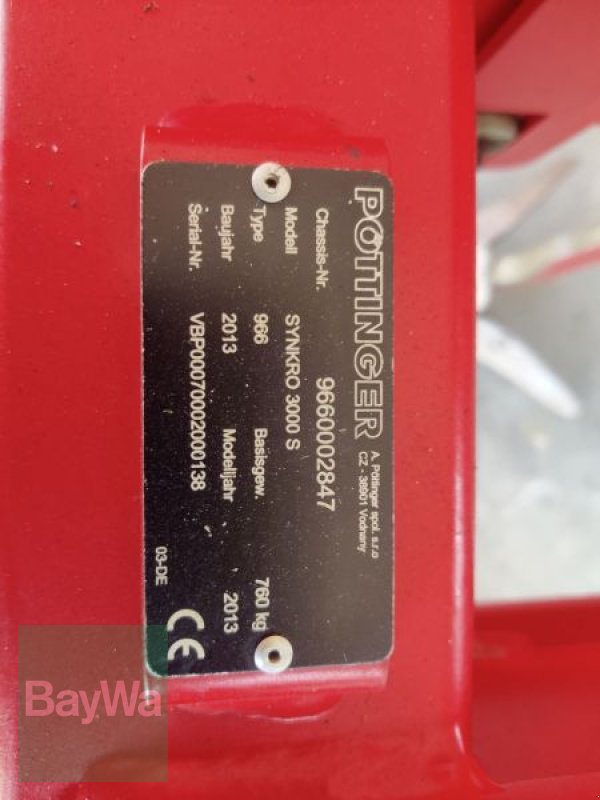 PÖTTINGER
A. Pöttinger spol. s.r.o
CZ - 38901 Vodnany
Chassis-Nr. 9660002847
Modell SYNKRO 3000 S
Type 966 Basisgew. 760 kg
Baujahr 2013 Modelljahr 2013
Serial-Nr. VBP00070002000138
03-DE
CE
BayWa